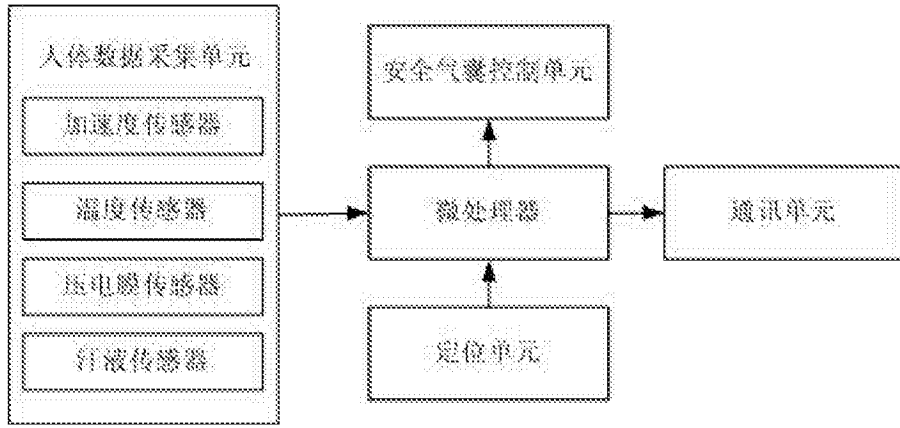 人体数据采集单元
加速度传感器
温度传感器
压电膜传感器
汗液传感器
安全气囊控制单元
微处理器
通讯单元
定位单元